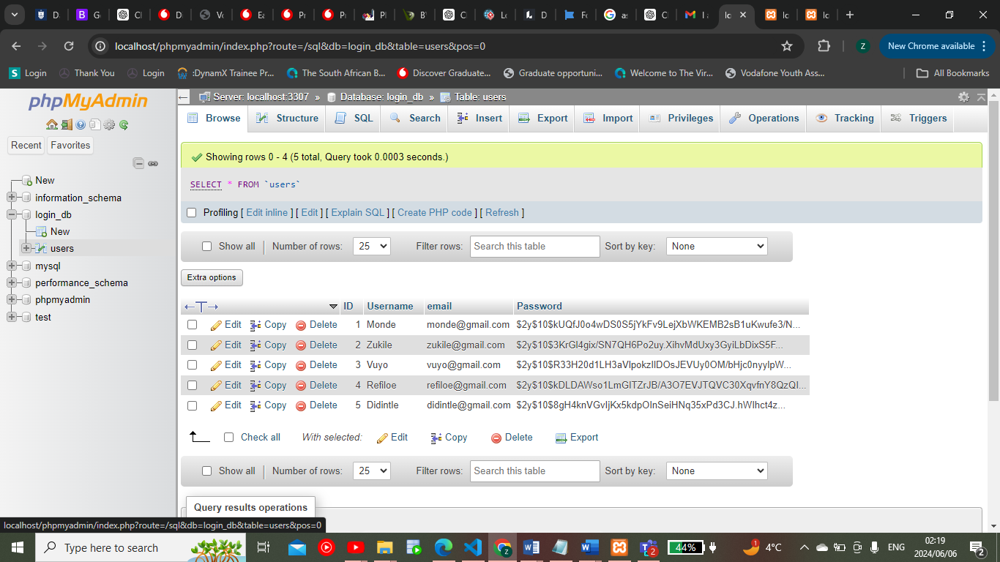 D
G
Cl
Di
Vo
Ea
Pr
Pr
Pl
B'
Cl
Lo
D
Fo
as
Cl
I a
lo
lo
lo
localhost/phpmyadmin/index.php?route=/sql&db=login_db&table=users&pos=0
Z
New Chrome available
Login
Thank You
Login
:DynamX Trainee Pr...
The South African B...
Discover Graduate...
Graduate opportuni...
Welcome to The Vir...
Vodafone Youth Ass...
All Bookmarks
phpMyAdmin
Recent
Favorites
New
information_schema
login_db
New
users
mysql
performance_schema
phpmyadmin
test
Server: localhost:3307 » Database: login_db » Table: users
Browse Structure SQL Search Insert Export Import Privileges Operations Tracking Triggers
Showing rows 0 - 4 (5 total, Query took 0.0003 seconds.)
SELECT * FROM `users`
Profiling [ Edit inline ] [ Edit ] [ Explain SQL ] [ Create PHP code ] [ Refresh ]
Show all Number of rows: 25 Filter rows: Search this table Sort by key: None
Extra options
ID Username email Password
Edit Copy Delete 1 Monde monde@gmail.com $2y$10$kUQfJ0o4wDS0S5jYkFv9LejXbWKEMB2sB1uKwufe3/N...
Edit Copy Delete 2 Zukile zukile@gmail.com $2y$10$3KrGl4gix/SN7QH6Po2uy.XihvMdUxy3GyiLbDixS5F...
Edit Copy Delete 3 Vuyo vuyo@gmail.com $2y$10$R33H20d1LH3aVlpokzIlDOsJEVUy0OM/bHjc0nyylpW...
Edit Copy Delete 4 Refiloe refiloe@gmail.com $2y$10$kDLDAWso1LmGITZrJB/A3O7EVJTQVC30XqvfnY8QzQI...
Edit Copy Delete 5 Didintle didintle@gmail.com $2y$10$8gH4knVGvIjKx5kdpOInSeiHNq35xPd3CJ.hWIhct4z...
Check all With selected: Edit Copy Delete Export
Show all Number of rows: 25 Filter rows: Search this table Sort by key: None
Query results operations
localhost/phpmyadmin/index.php?route=/sql&db=login_db&table=users&pos=0
Type here to search
Z
44%
4°C
ENG
02:19
2024/06/06
2
2